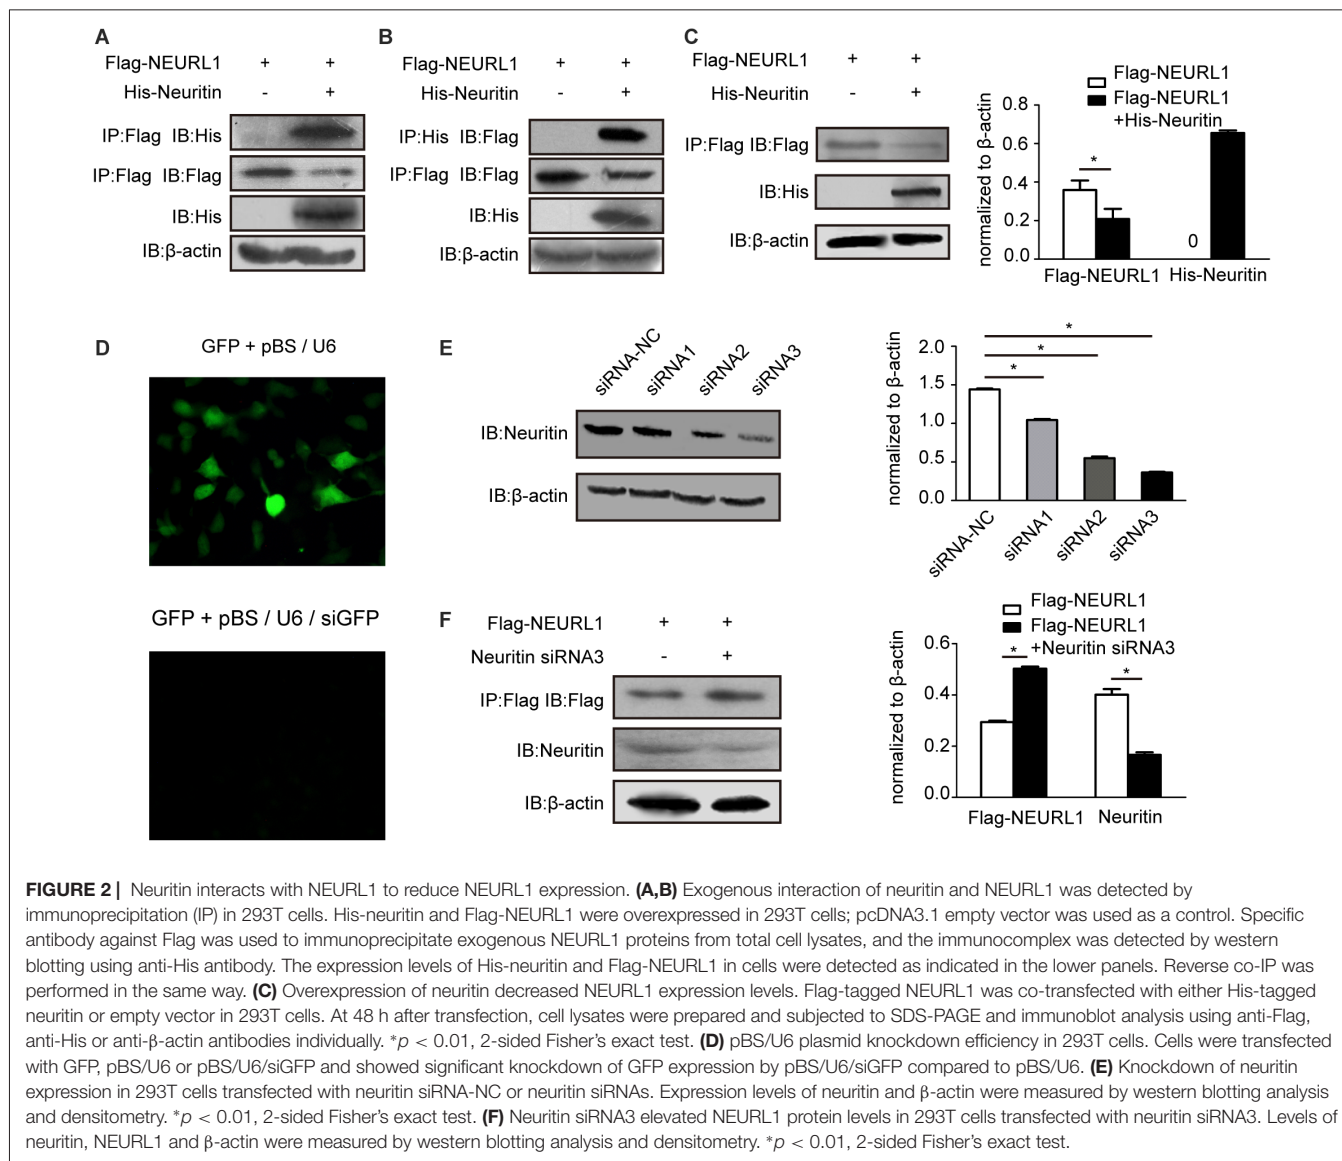 A
Flag-NEURL1 + +
His-Neuritin - +
IP:Flag IB:His
IP:Flag IB:Flag
IB:His
IB:β-actin
B
Flag-NEURL1 + +
His-Neuritin - +
IP:His IB:Flag
IP:Flag IB:Flag
IB:His
IB:β-actin
C
Flag-NEURL1 + +
His-Neuritin - +
IP:Flag IB:Flag
IB:His
IB:β-actin
Flag-NEURL1
Flag-NEURL1
+His-Neuritin
normalized to β-actin
0.8
0.6
0.4
0.2
0.0
*
0
Flag-NEURL1 His-Neuritin
D
GFP + pBS / U6
GFP + pBS / U6 / siGFP
E
siRNA-NC siRNA1 siRNA2 siRNA3
IB:Neuritin
IB:β-actin
normalized to β-actin
2.0
1.5
1.0
0.5
0.0
*
*
*
siRNA-NC siRNA1 siRNA2 siRNA3
F
Flag-NEURL1 + +
Neuritin siRNA3 - +
IP:Flag IB:Flag
IB:Neuritin
IB:β-actin
Flag-NEURL1
Flag-NEURL1
+Neuritin siRNA3
normalized to β-actin
0.6
0.4
0.2
0.0
*
*
Flag-NEURL1 Neuritin
FIGURE 2 | Neuritin interacts with NEURL1 to reduce NEURL1 expression. (A,B) Exogenous interaction of neuritin and NEURL1 was detected by
immunoprecipitation (IP) in 293T cells. His-neuritin and Flag-NEURL1 were overexpressed in 293T cells; pcDNA3.1 empty vector was used as a control. Specific
antibody against Flag was used to immunoprecipitate exogenous NEURL1 proteins from total cell lysates, and the immunocomplex was detected by western
blotting using anti-His antibody. The expression levels of His-neuritin and Flag-NEURL1 in cells were detected as indicated in the lower panels. Reverse co-IP was
performed in the same way. (C) Overexpression of neuritin decreased NEURL1 expression levels. Flag-tagged NEURL1 was co-transfected with either His-tagged
neuritin or empty vector in 293T cells. At 48 h after transfection, cell lysates were prepared and subjected to SDS-PAGE and immunoblot analysis using anti-Flag,
anti-His or anti-β-actin antibodies individually. *p < 0.01, 2-sided Fisher's exact test. (D) pBS/U6 plasmid knockdown efficiency in 293T cells. Cells were transfected
with GFP, pBS/U6 or pBS/U6/siGFP and showed significant knockdown of GFP expression by pBS/U6/siGFP compared to pBS/U6. (E) Knockdown of neuritin
expression in 293T cells transfected with neuritin siRNA-NC or neuritin siRNAs. Expression levels of neuritin and β-actin were measured by western blotting analysis
and densitometry. *p < 0.01, 2-sided Fisher's exact test. (F) Neuritin siRNA3 elevated NEURL1 protein levels in 293T cells transfected with neuritin siRNA3. Levels of
neuritin, NEURL1 and β-actin were measured by western blotting analysis and densitometry. *p < 0.01, 2-sided Fisher's exact test.